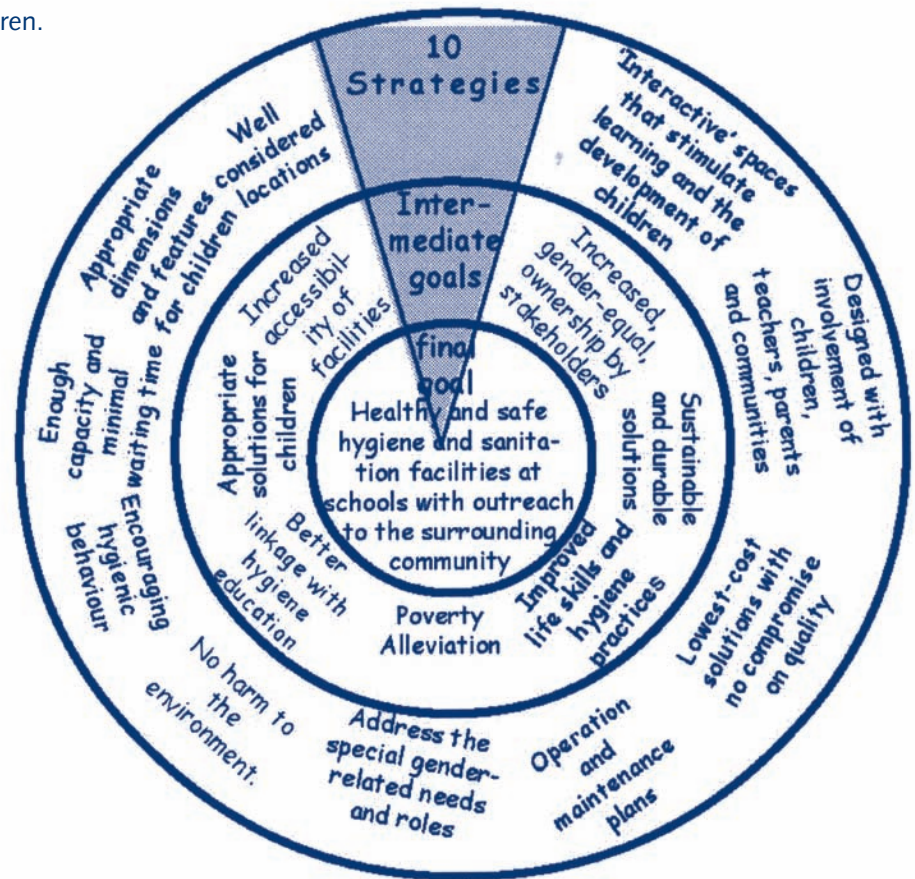 ren.
10
Strategies
Inter-
mediate
goals
final
goal
Healthy and safe
hygiene and sanita-
tion facilities at
schools with outreach
to the surrounding
community
'Interactive' spaces
that stimulate
learning and the
development of
children
Designed with
involvement of
children,
teachers, parents
and communities
Lowest-cost
solutions with
no compromise
on quality
Operation
and
maintenance
plans
Address the
special gender-
related needs
and roles
No harm to
the
environment.
Encouraging
hygienic
behaviour
Enough
capacity and
minimal
waiting time
Appropriate
dimensions
and features
for children
Well
considered
locations
Increased,
gender-equal,
ownership by
stakeholders
Sustainable
and durable
solutions
Improved
life skills and
hygiene
practices
Poverty
Alleviation
Better
linkage with
hygiene
education
Appropriate
solutions for
children
Increased
accessibil-
ity of
facilities